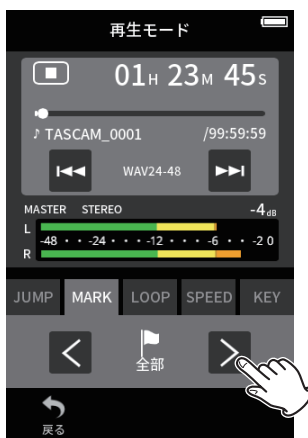 再生モード
01H 23M 45S
♪ TASCAM_0001 /99:59:59
WAV24-48
MASTER STEREO -4dB
L
-48 • • -24 • • • -12 • • • -6 • • -2 0
R
JUMP MARK LOOP SPEED KEY
全部
戻る